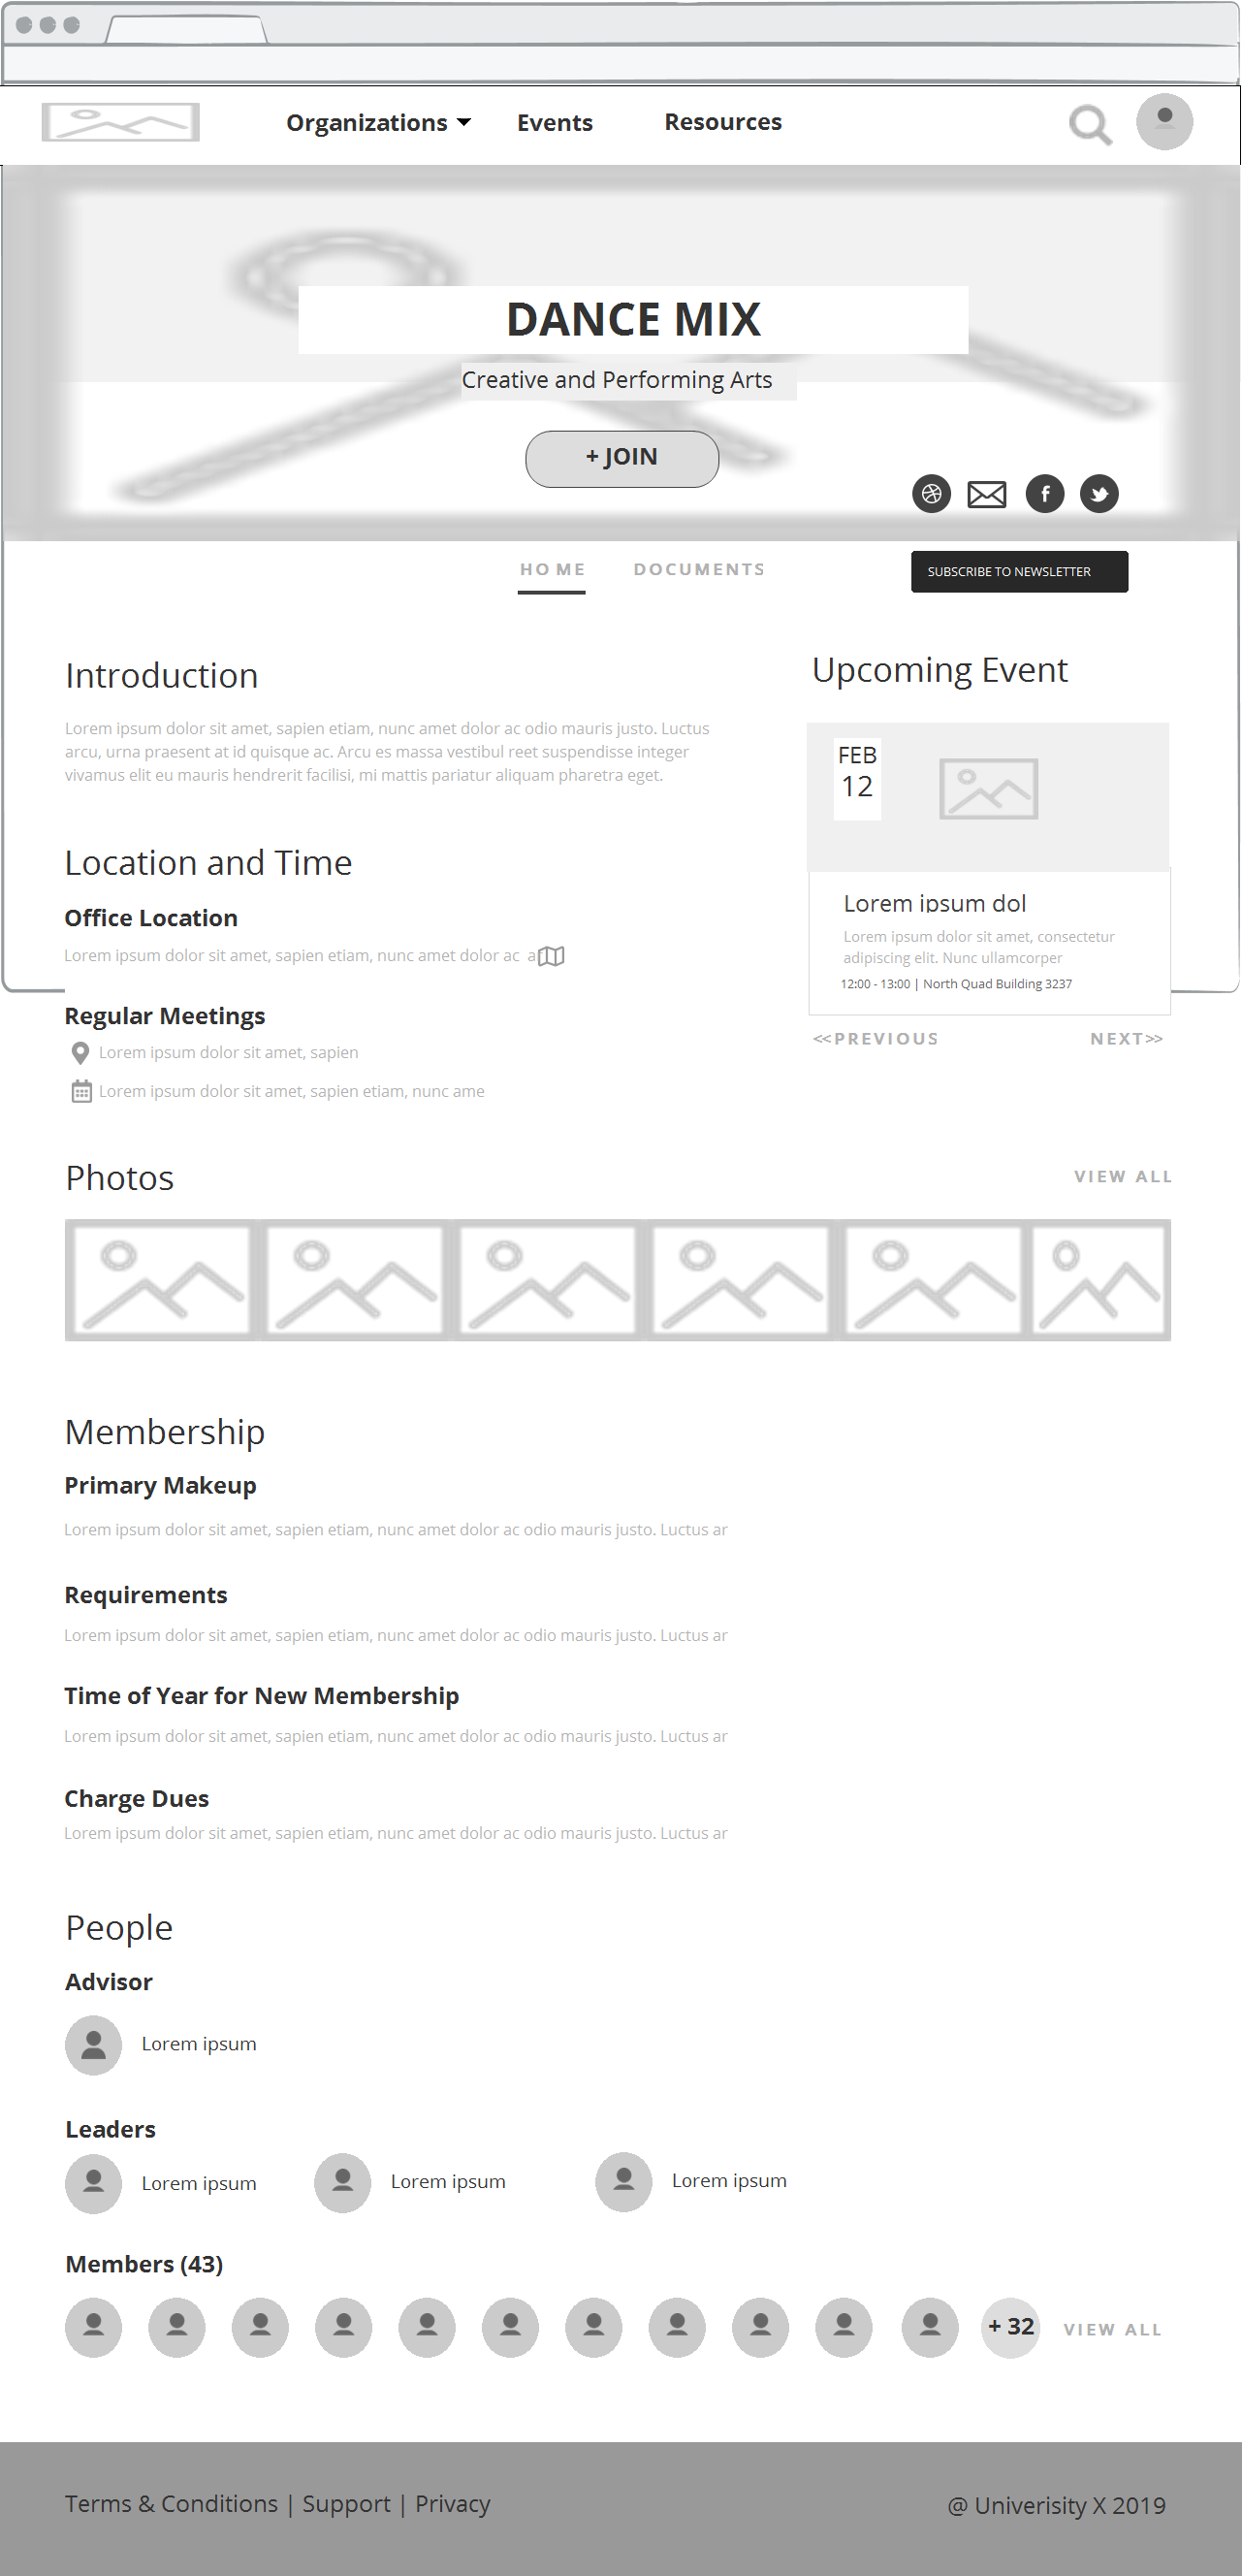 Organizations Events Resources
DANCE MIX
Creative and Performing Arts
+ JOIN
HOME DOCUMENTS SUBSCRIBE TO NEWSLETTER
Introduction
Lorem ipsum dolor sit amet, sapien etiam, nunc amet dolor ac odio mauris justo. Luctus
arcu, urna praesent at id quisque ac. Arcu es massa vestibul reet suspendisse integer
vivamus elit eu mauris hendrerit facilisi, mi mattis pariatur aliquam pharetra eget.
Upcoming Event
FEB
12
Lorem ipsum dol
Lorem ipsum dolor sit amet, consectetur
adipiscing elit. Nunc ullamcorper
12:00 - 13:00 | North Quad Building 3237
<<PREVIOUS NEXT>>
Location and Time
Office Location
Lorem ipsum dolor sit amet, sapien etiam, nunc amet dolor ac a
Regular Meetings
Lorem ipsum dolor sit amet, sapien
Lorem ipsum dolor sit amet, sapien etiam, nunc ame
Photos VIEW ALL
Membership
Primary Makeup
Lorem ipsum dolor sit amet, sapien etiam, nunc amet dolor ac odio mauris justo. Luctus ar
Requirements
Lorem ipsum dolor sit amet, sapien etiam, nunc amet dolor ac odio mauris justo. Luctus ar
Time of Year for New Membership
Lorem ipsum dolor sit amet, sapien etiam, nunc amet dolor ac odio mauris justo. Luctus ar
Charge Dues
Lorem ipsum dolor sit amet, sapien etiam, nunc amet dolor ac odio mauris justo. Luctus ar
People
Advisor
Lorem ipsum
Leaders
Lorem ipsum Lorem ipsum Lorem ipsum
Members (43)
+ 32 VIEW ALL
Terms & Conditions | Support | Privacy @ Univerisity X 2019